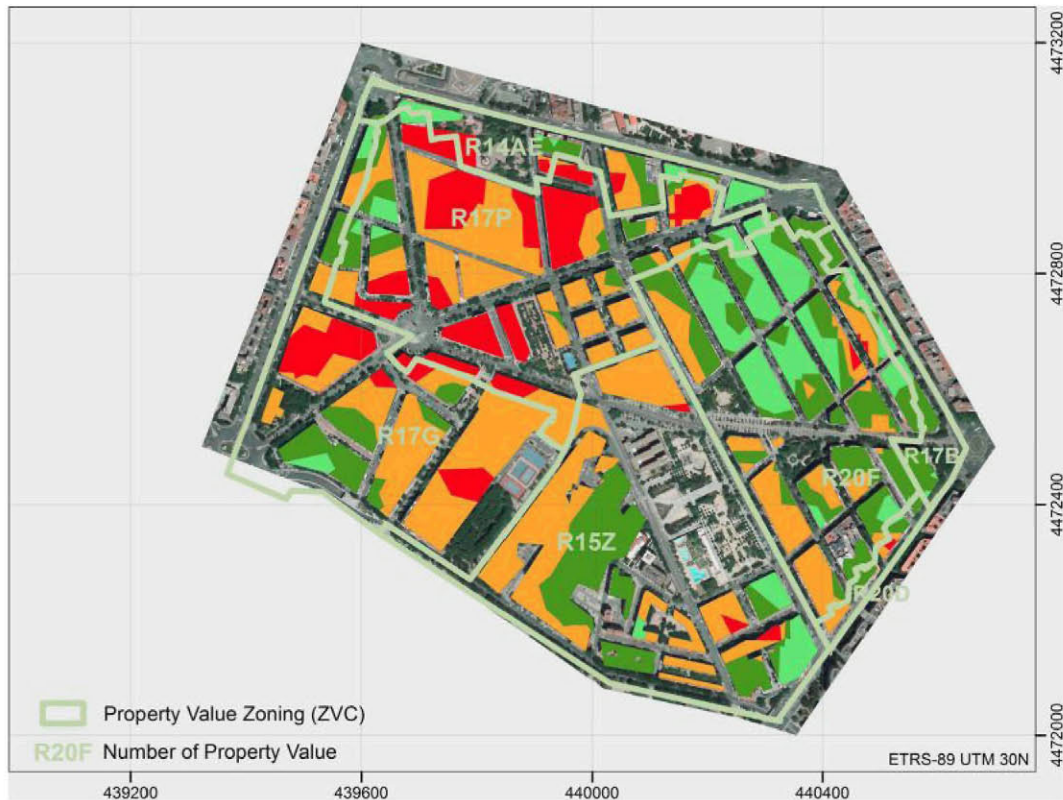 4473200
R14AE
R17P
4472800
R17G
R20F
R17B
4472400
R15Z
R20D
Property Value Zoning (ZVC)
R20F Number of Property Value
ETRS-89 UTM 30N
4472000
439200 439600 440000 440400